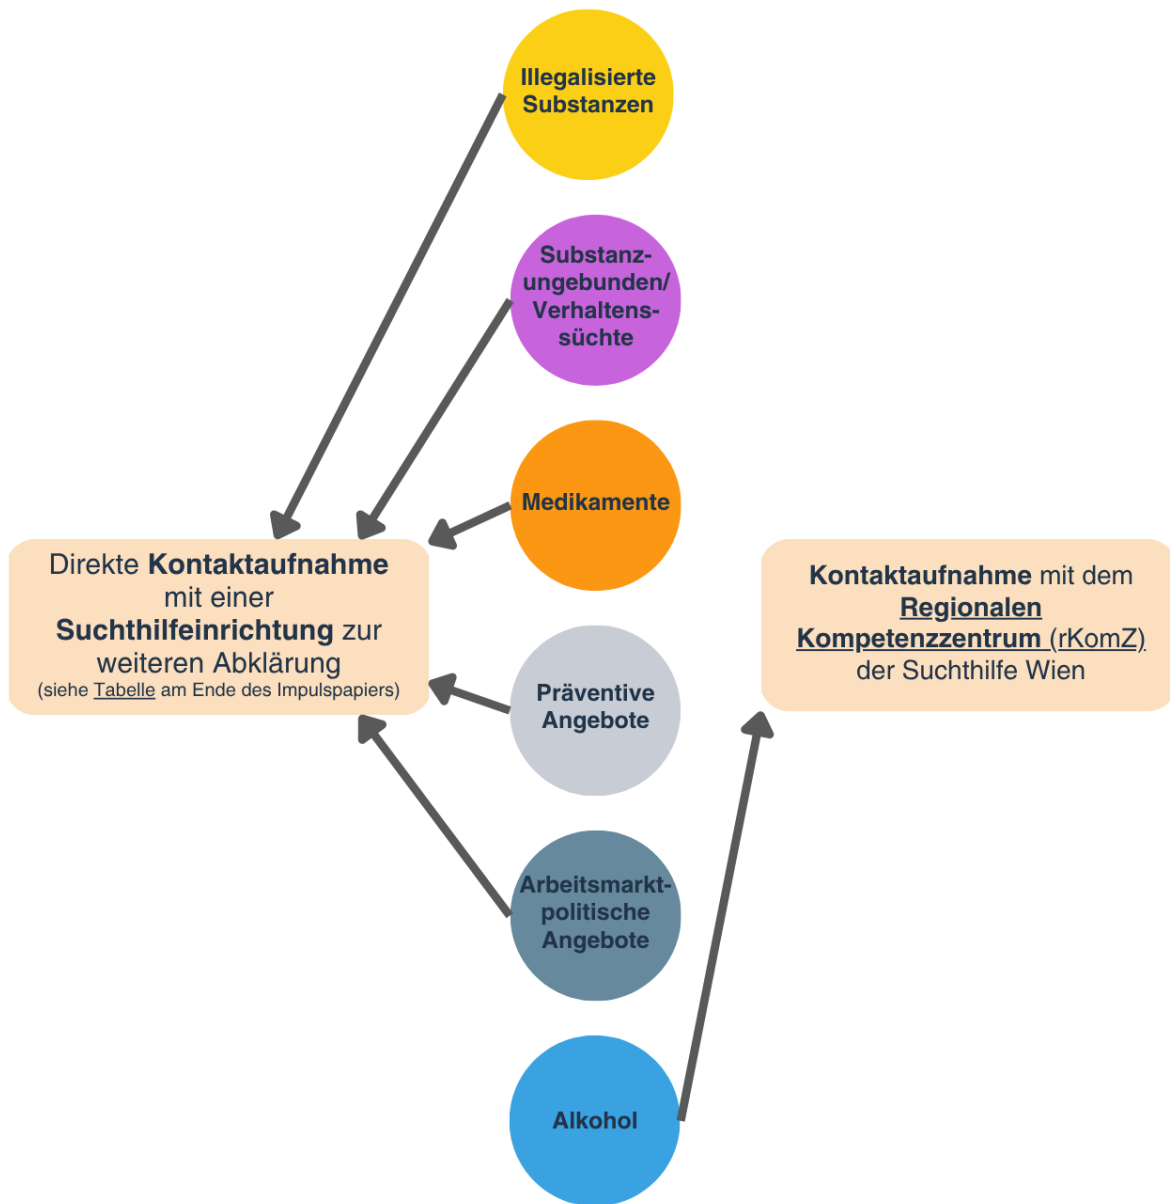 Illegalisierte
Substanzen
Substanz-
ungebunden/
Verhaltens-
süchte
Medikamente
Direkte Kontaktaufnahme
mit einer
Suchthilfeinrichtung zur
weiteren Abklärung
(siehe Tabelle am Ende des Impulspapiers)
Kontaktaufnahme mit dem
Regionalen
Kompetenzzentrum (rKomZ)
der Suchthilfe Wien
Präventive
Angebote
Arbeitsmarkt-
politische
Angebote
Alkohol